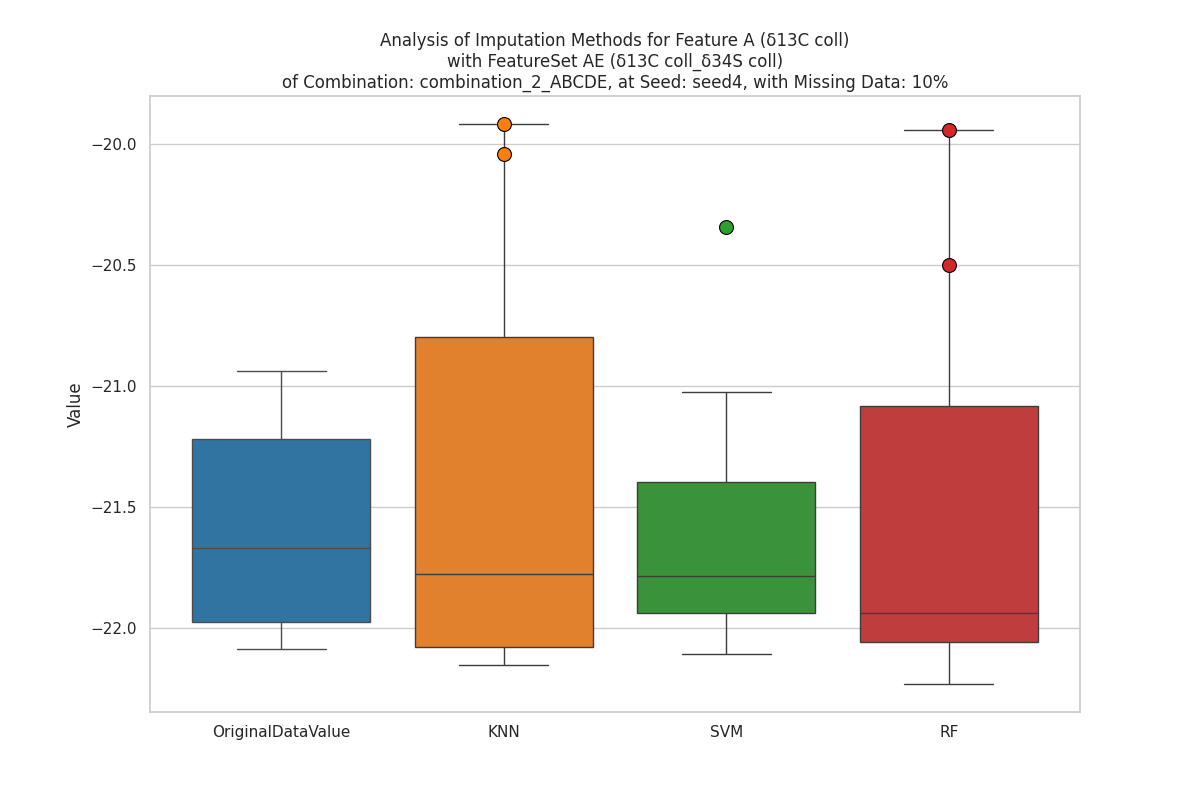 Analysis of Imputation Methods for Feature A (δ13C coll)
with FeatureSet AE (δ13C coll_δ34S coll)
of Combination: combination_2_ABCDE, at Seed: seed4, with Missing Data: 10%
Value
−20.0
−20.5
−21.0
−21.5
−22.0
OriginalDataValue
KNN
SVM
RF